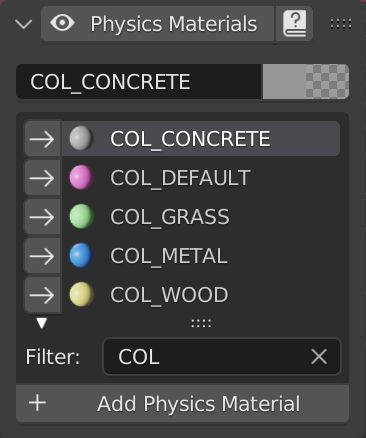 Physics Materials
COL_CONCRETE
COL_CONCRETE
COL_DEFAULT
COL_GRASS
COL_METAL
COL_WOOD
Filter: COL
Add Physics Material